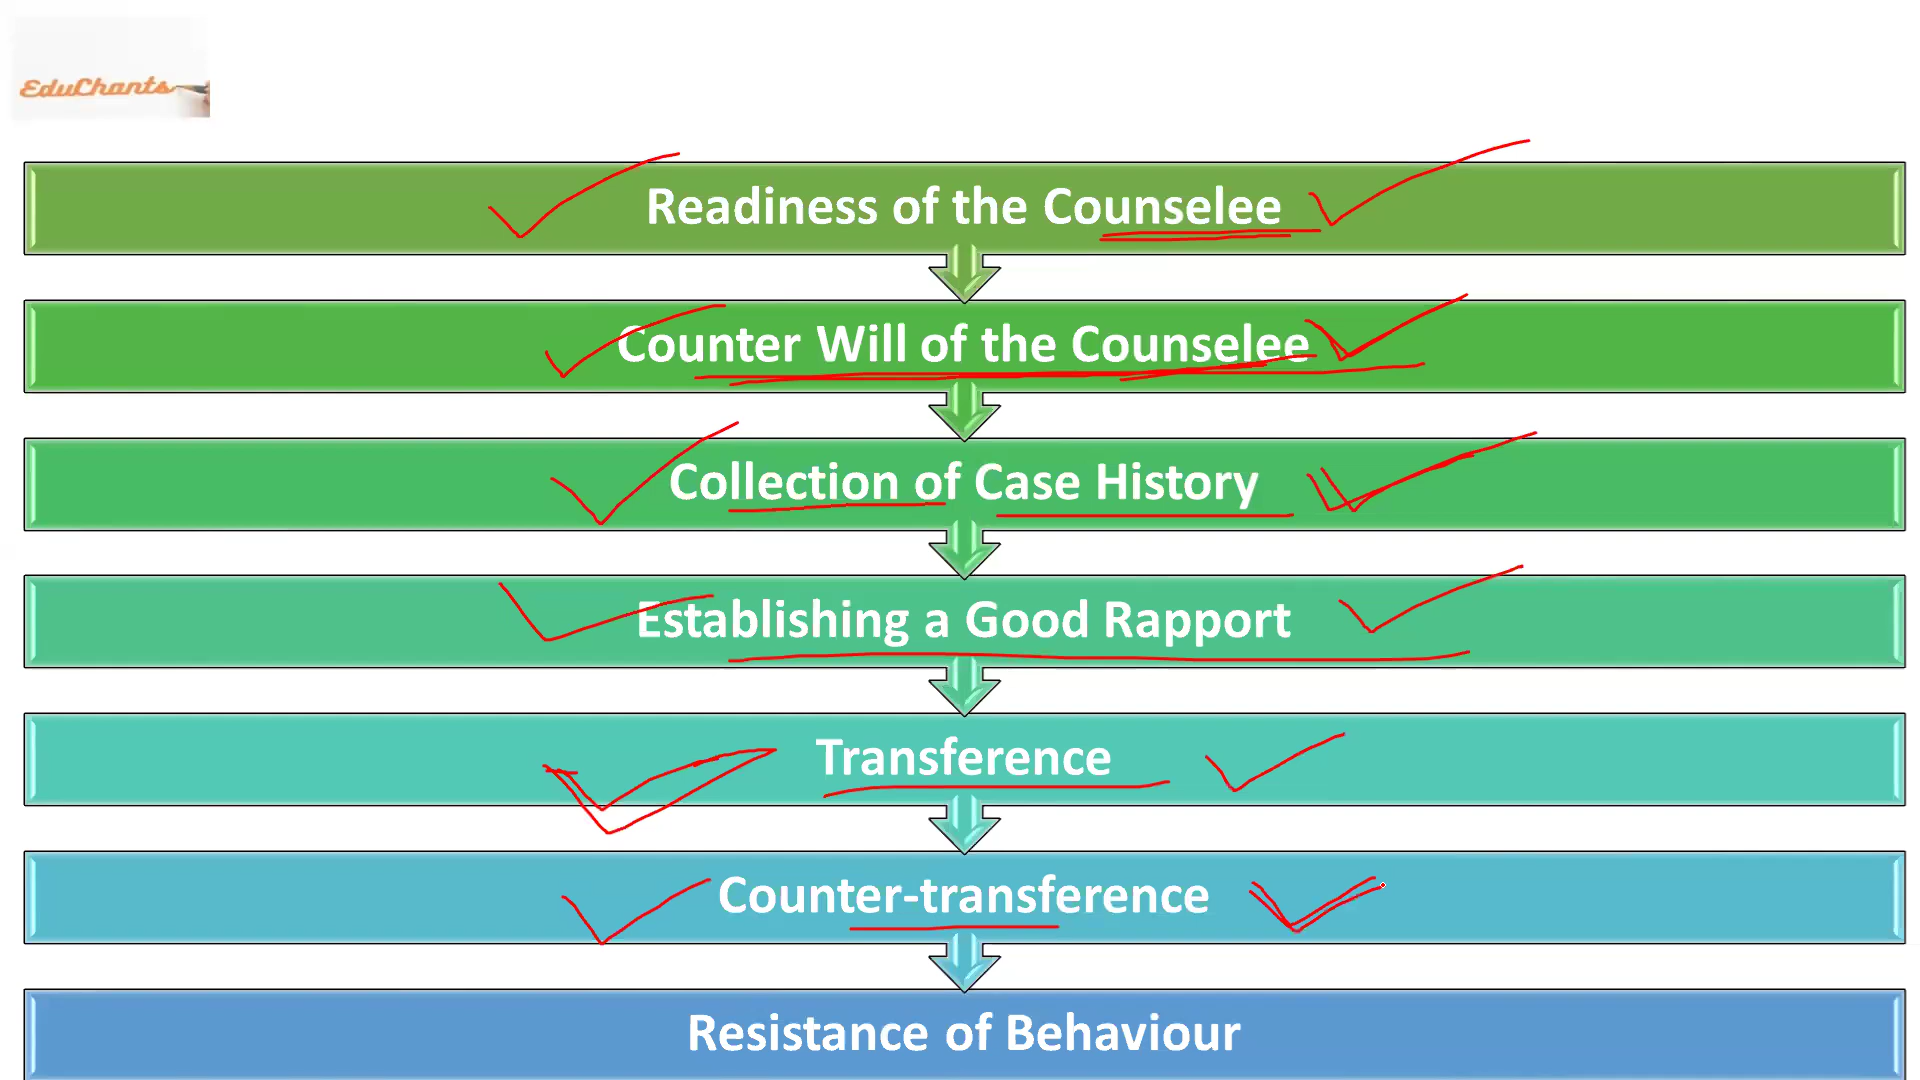 EduChants
Readiness of the Counselee
Counter Will of the Counselee
Collection of Case History
Establishing a Good Rapport
Transference
Counter-transference
Resistance of Behaviour